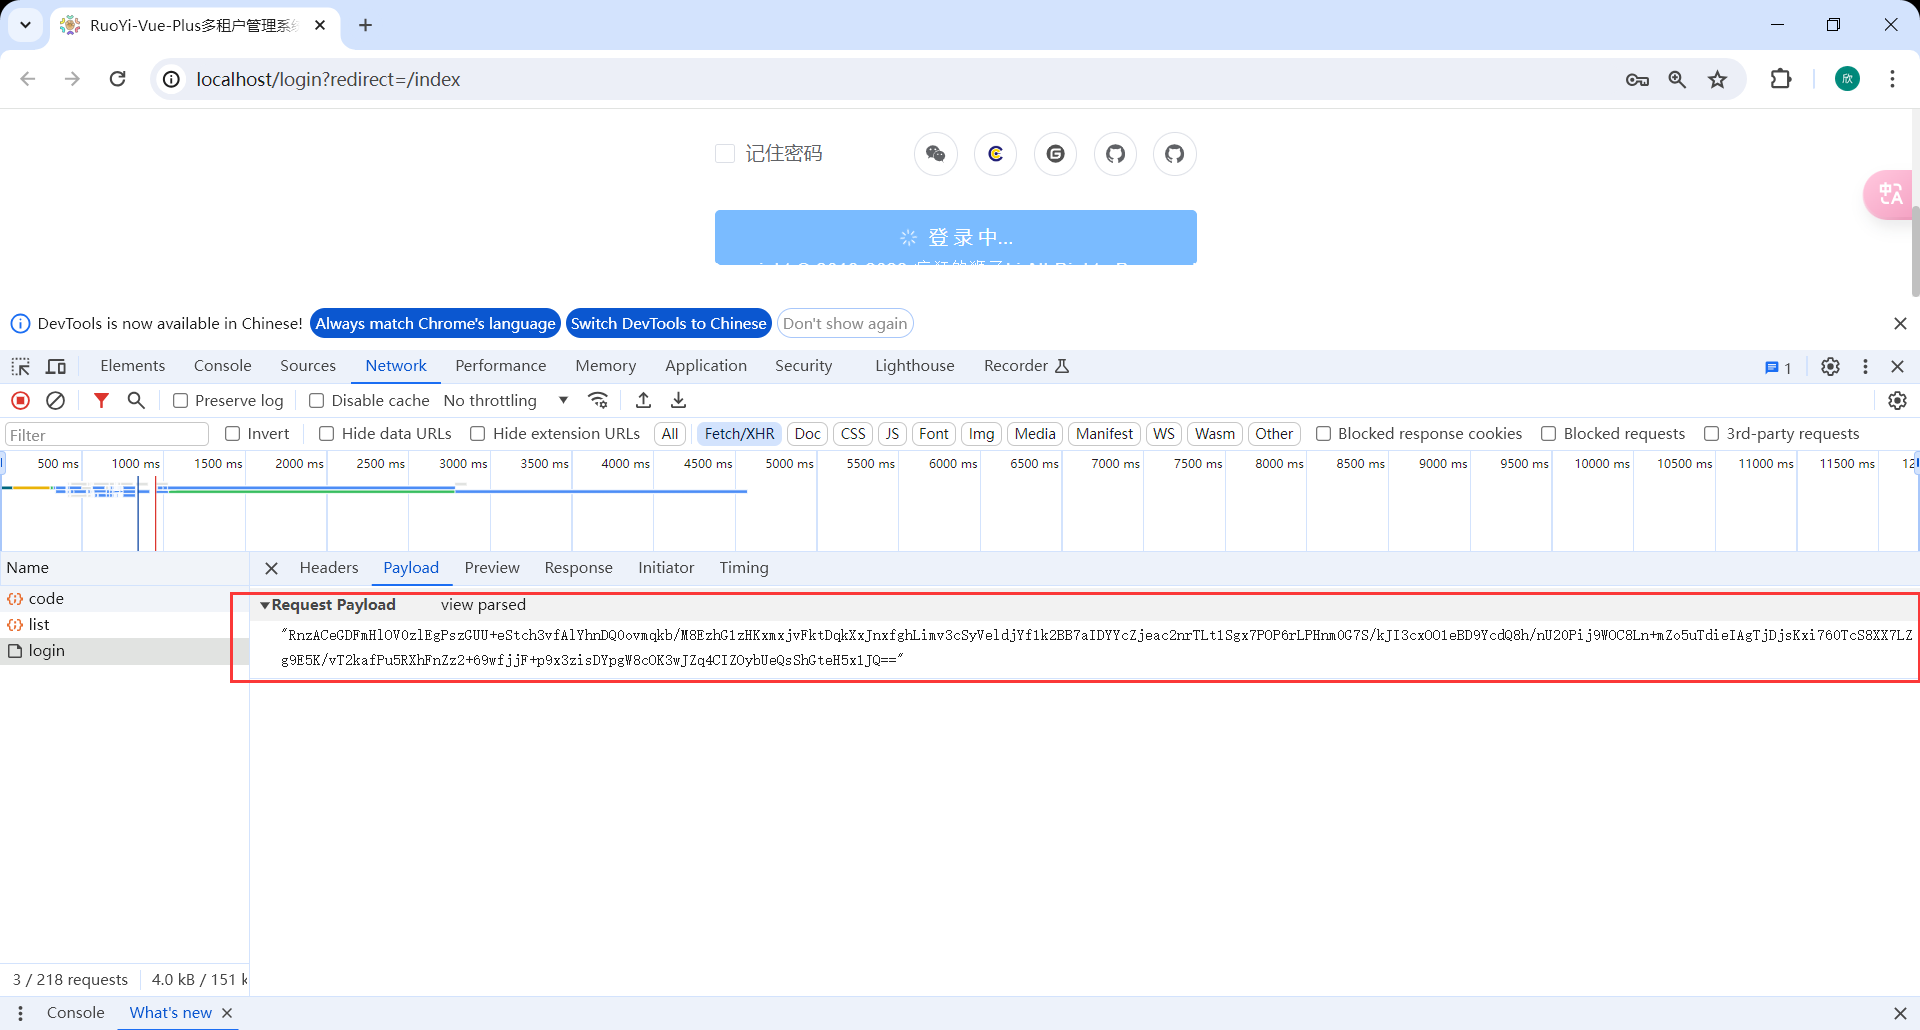 RuoYi-Vue-Plus多租户管理系统
localhost/login?redirect=/index
欣
记住密码
登 录 中...
DevTools is now available in Chinese!
Always match Chrome's language
Switch DevTools to Chinese
Don't show again
Elements
Console
Sources
Network
Performance
Memory
Application
Security
Lighthouse
Recorder
1
Preserve log
Disable cache
No throttling
Filter
Invert
Hide data URLs
Hide extension URLs
All
Fetch/XHR
Doc
CSS
JS
Font
Img
Media
Manifest
WS
Wasm
Other
Blocked response cookies
Blocked requests
3rd-party requests
500 ms
1000 ms
1500 ms
2000 ms
2500 ms
3000 ms
3500 ms
4000 ms
4500 ms
5000 ms
5500 ms
6000 ms
6500 ms
7000 ms
7500 ms
8000 ms
8500 ms
9000 ms
9500 ms
10000 ms
10500 ms
11000 ms
11500 ms
Name
Headers
Payload
Preview
Response
Initiator
Timing
code
list
login
Request Payload
view parsed
"RnzACeGDFmHlOV0zlEgPszGUU+eStch3vfAlYhnDQ0ovmqkb/M8EzhG1zHKxmxjvFktDqkXxJnxfghLimv3cSyVeldjYf1k2BB7aIDYYcZjeac2nrTLt1Sgx7POP6rLPHnm0G7S/kJI3cxOO1eBD9YcdQ8h/nU20Pij9WOC8Ln+mZo5uTdieIAgTjDjsKxi760TcS8XX7LZ
g9E5K/vT2kafPu5RXhFnZz2+69wfjjF+p9x3zisDYpgW8cOK3wJZq4CIZOybUeQsShGteH5x1JQ=="
3 / 218 requests
4.0 kB / 151 k
Console
What's new